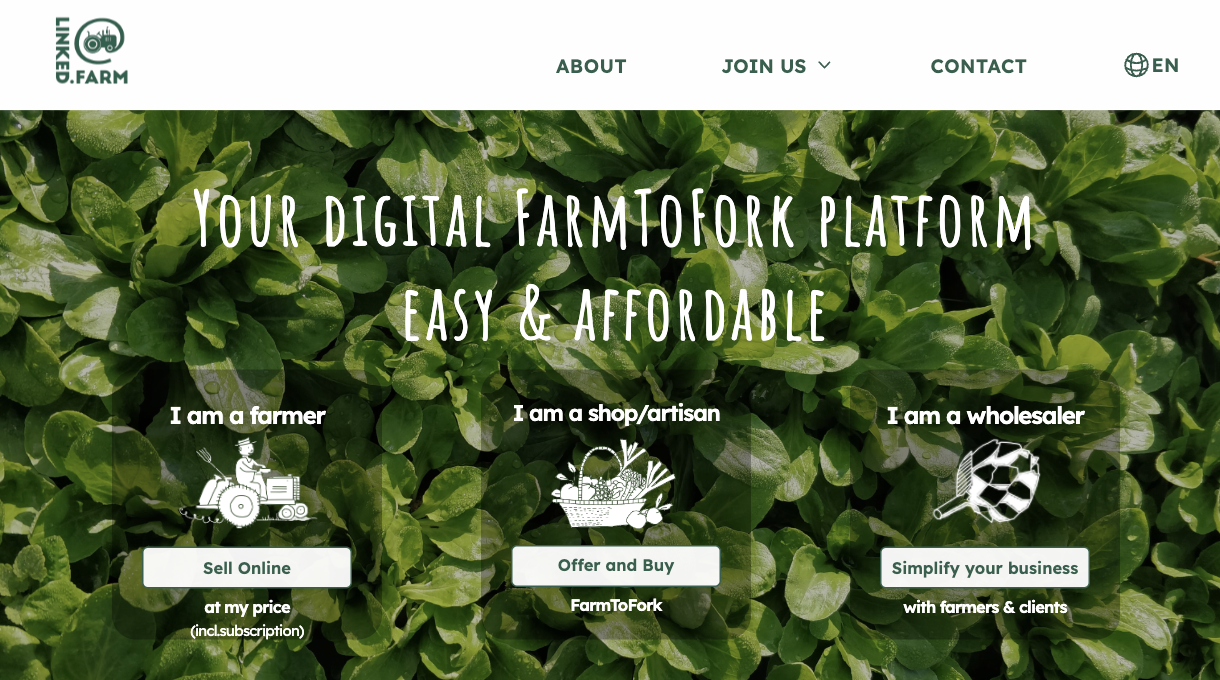 LINKED.FARM
ABOUT
JOIN US
CONTACT
EN
Your digital FarmToFork platform
easy & affordable
I am a farmer
Sell Online
at my price
(incl.subscription)
I am a shop/artisan
Offer and Buy
FarmToFork
I am a wholesaler
Simplify your business
with farmers & clients